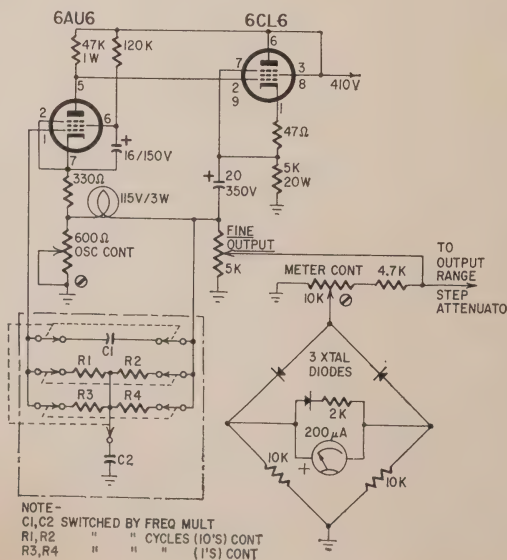 6AU6
6CL6
47K
1W
120K
5
6
7
2
9
3
8
410V
2
1
6
7
+
16/150V
1
47Ω
330Ω
115V/3W
+
20
350V
5K
20W
600Ω
OSC CONT
FINE
OUTPUT
5K
METER CONT
10K
4.7K
TO
OUTPUT
RANGE
STEP
ATTENUATO
C1
R1
R2
R3
R4
C2
3 XTAL
DIODES
2K
200μA
+
10K
10K
NOTE-
C1,C2 SWITCHED BY FREQ MULT
R1,R2 " " CYCLES (10'S) CONT
R3,R4 " " " (1'S) CONT